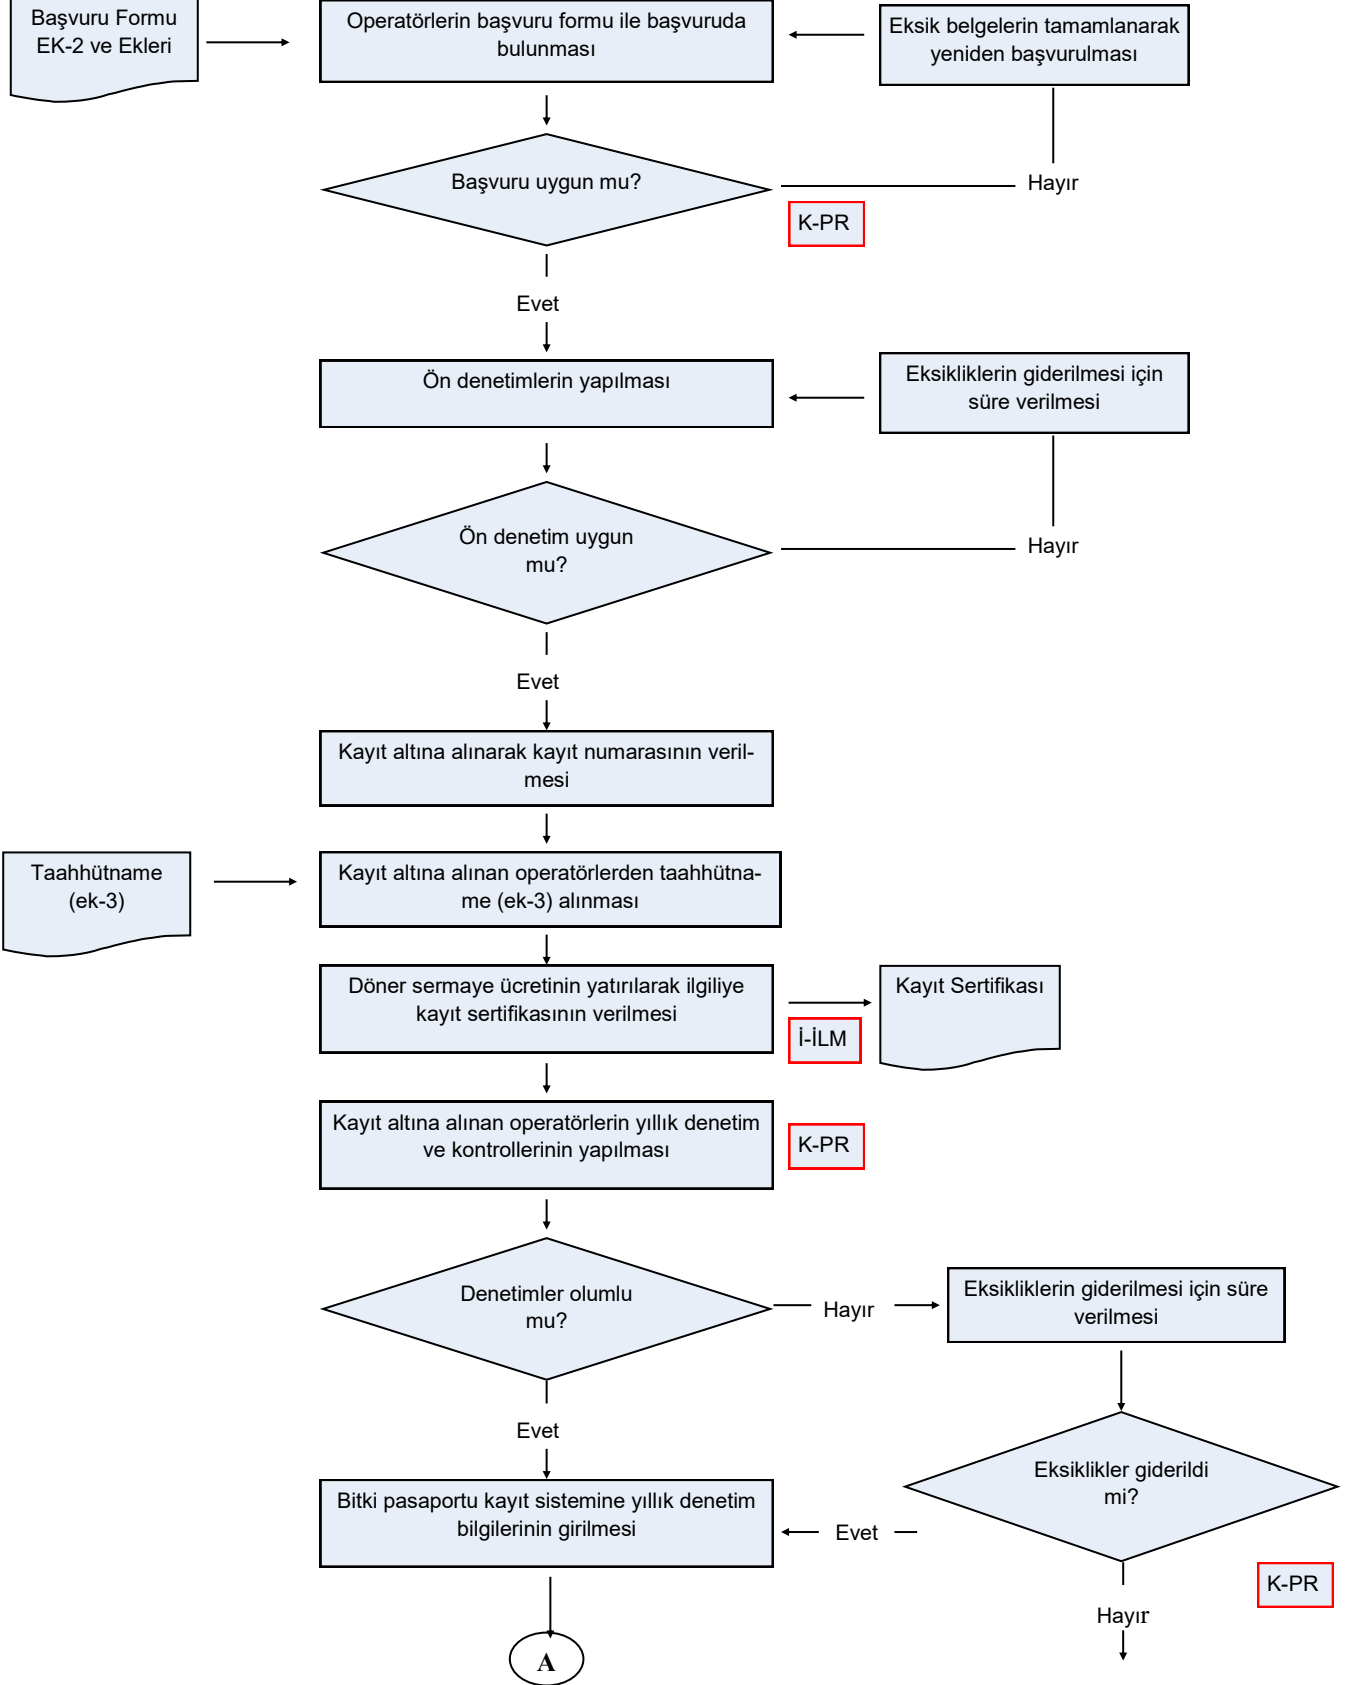 Başvuru Formu
EK-2 ve Ekleri
Operatörlerin başvuru formu ile başvuruda
bulunması
Eksik belgelerin tamamlanarak
yeniden başvurulması
Başvuru uygun mu?
Hayır
K-PR
Evet
Ön denetimlerin yapılması
Eksikliklerin giderilmesi için
süre verilmesi
Ön denetim uygun
mu?
Hayır
Evet
Kayıt altına alınarak kayıt numarasının veril-
mesi
Taahhütname
(ek-3)
Kayıt altına alınan operatörlerden taahhütna-
me (ek-3) alınması
Döner sermaye ücretinin yatırılarak ilgiliye
kayıt sertifikasının verilmesi
İ-İLM
Kayıt Sertifikası
Kayıt altına alınan operatörlerin yıllık denetim
ve kontrollerinin yapılması
K-PR
Denetimler olumlu
mu?
Hayır
Eksikliklerin giderilmesi için süre
verilmesi
Evet
Eksiklikler giderildi
mi?
Bitki pasaportu kayıt sistemine yıllık denetim
bilgilerinin girilmesi
Evet
K-PR
Hayır
A